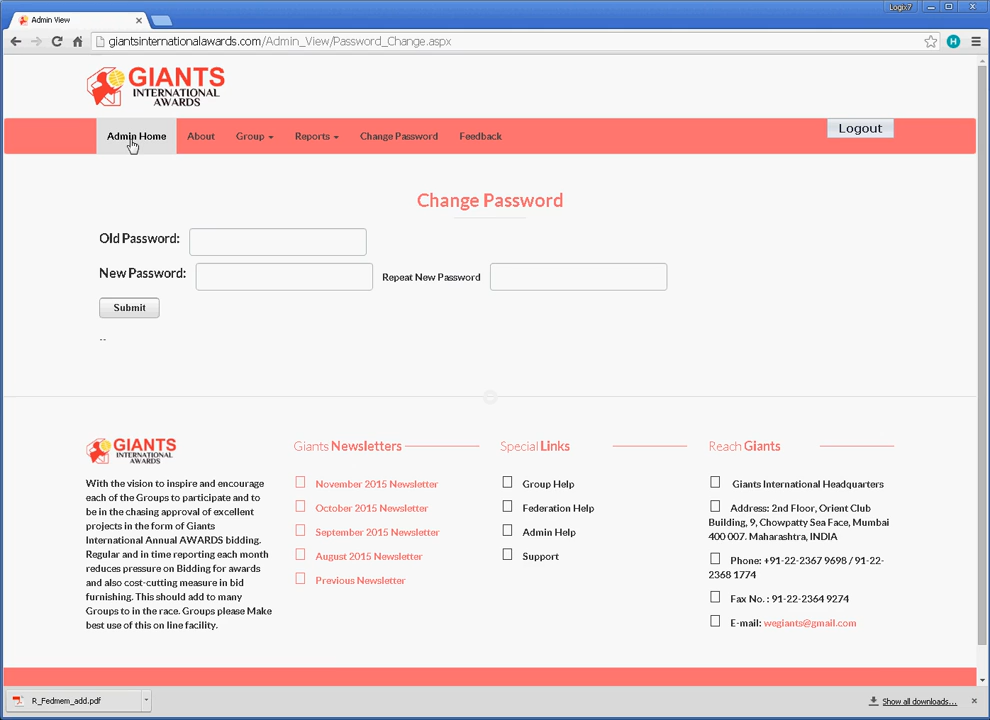 Logix7
Admin View
giantsinternationalawards.com/Admin_View/Password_Change.aspx
H
GIANTS
INTERNATIONAL
AWARDS
Admin Home About Group Reports Change Password Feedback
Logout
Change Password
Old Password:
New Password: Repeat New Password
Submit
--
GIANTS
INTERNATIONAL
AWARDS
With the vision to inspire and encourage
each of the Groups to participate and to
be in the chasing approval of excellent
projects in the form of Giants
International Annual AWARDS bidding.
Regular and in time reporting each month
reduces pressure on Bidding for awards
and also cost-cutting measure in bid
furnishing. This should add to many
Groups to in the race. Groups please Make
best use of this on line facility.
Giants Newsletters
November 2015 Newsletter
October 2015 Newsletter
September 2015 Newsletter
August 2015 Newsletter
Previous Newsletter
Special Links
Group Help
Federation Help
Admin Help
Support
Reach Giants
Giants International Headquarters
Address: 2nd Floor, Orient Club
Building, 9, Chowpatty Sea Face, Mumbai
400 007. Maharashtra, INDIA
Phone: +91-22-2367 9698 / 91-22-
2368 1774
Fax No. : 91-22-2364 9274
E-mail: wegiants@gmail.com
R_Fedmem_add.pdf
Show all downloads...